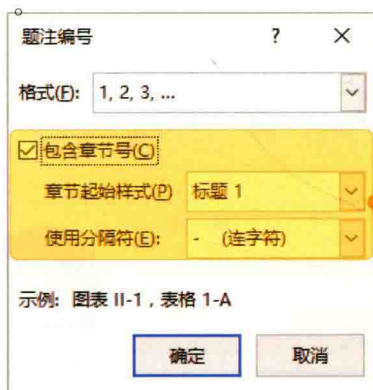 题注编号 ? ×
格式(F): 1, 2, 3, ...
包含章节号(C)
章节起始样式(P) 标题 1
使用分隔符(E): - (连字符)
示例: 图表 II-1，表格 1-A
确定 取消